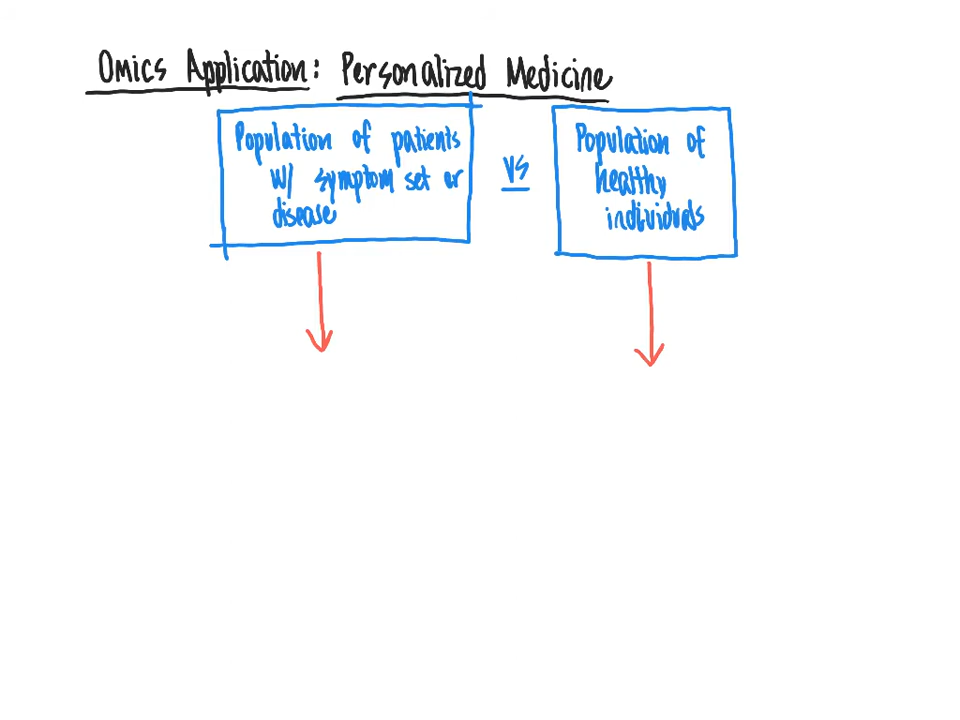 Omics Application: Personalized Medicine
Population of patients
w/ symptom set or
disease
vs
Population of
healthy
individuals